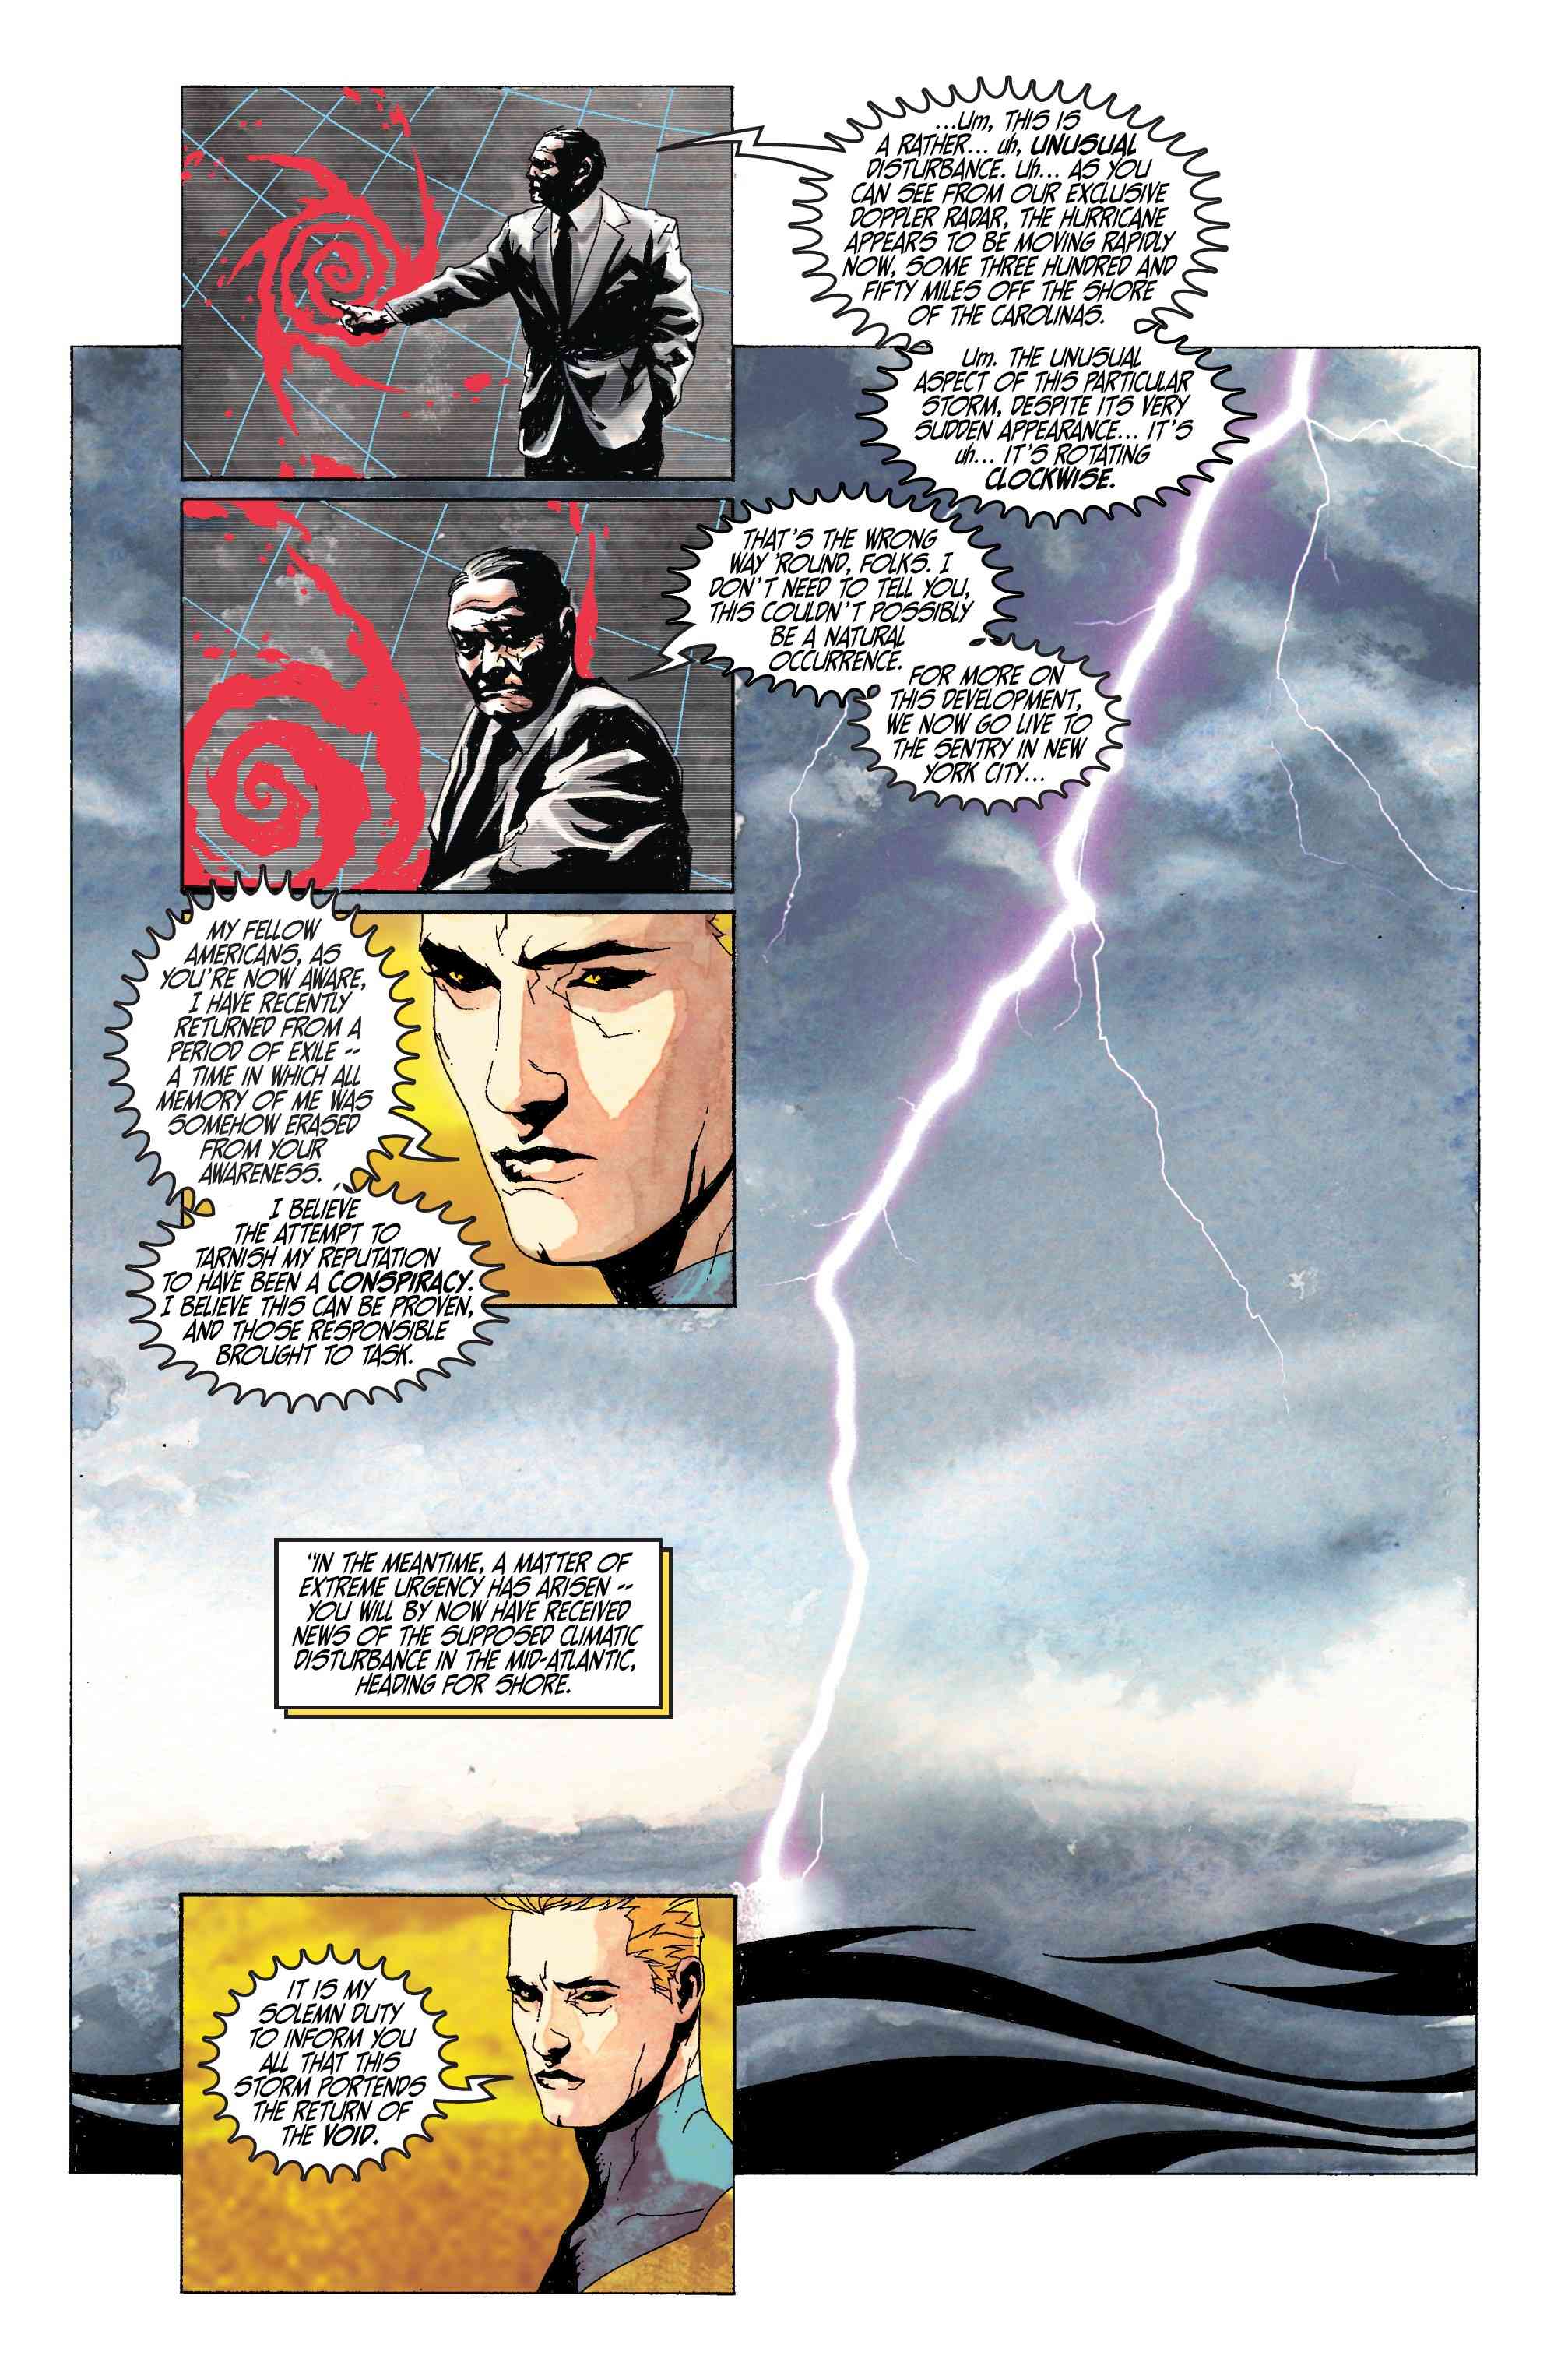 ...Um, THIS IS
A RATHER... uh, UNUSUAL
DISTURBANCE. Uh... AS YOU
CAN SEE FROM OUR EXCLUSIVE
DOPPLER RADAR, THE HURRICANE
APPEARS TO BE MOVING RAPIDLY
NOW, SOME THREE HUNDRED AND
FIFTY MILES OFF THE SHORE
OF THE CAROLINAS.
Um. THE UNUSUAL
ASPECT OF THIS PARTICULAR
STORM, DESPITE ITS VERY
SUDDEN APPEARANCE... IT'S
uh... IT'S ROTATING
CLOCKWISE.
THAT'S THE WRONG
WAY 'ROUND, FOLKS. I
DON'T NEED TO TELL YOU,
THIS COULDN'T POSSIBLY
BE A NATURAL
OCCURRENCE.
FOR MORE ON
THIS DEVELOPMENT,
WE NOW GO LIVE TO
THE SENTRY IN NEW
YORK CITY...
MY FELLOW
AMERICANS, AS
YOU'RE NOW AWARE,
I HAVE RECENTLY
RETURNED FROM A
PERIOD OF EXILE --
A TIME IN WHICH ALL
MEMORY OF ME WAS
SOMEHOW ERASED
FROM YOUR
AWARENESS.
I BELIEVE
THE ATTEMPT TO
TARNISH MY REPUTATION
TO HAVE BEEN A CONSPIRACY.
I BELIEVE THIS CAN BE PROVEN,
AND THOSE RESPONSIBLE
BROUGHT TO TASK.
"IN THE MEANTIME, A MATTER OF
EXTREME URGENCY HAS ARISEN --
YOU WILL BY NOW HAVE RECEIVED
NEWS OF THE SUPPOSED CLIMATIC
DISTURBANCE IN THE MID-ATLANTIC,
HEADING FOR SHORE.
IT IS MY
SOLEMN DUTY
TO INFORM YOU
ALL THAT THIS
STORM PORTENDS
THE RETURN OF
THE VOID.